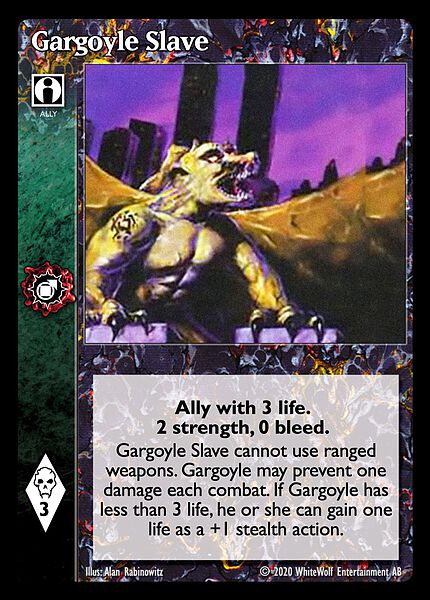 Gargoyle Slave
ALLY
3
Ally with 3 life.
2 strength, 0 bleed.
Gargoyle Slave cannot use ranged
weapons. Gargoyle may prevent one
damage each combat. If Gargoyle has
less than 3 life, he or she can gain one
life as a +1 stealth action.
Illus: Alan Rabinowitz
© 2020 WhiteWolf Entertainment AB